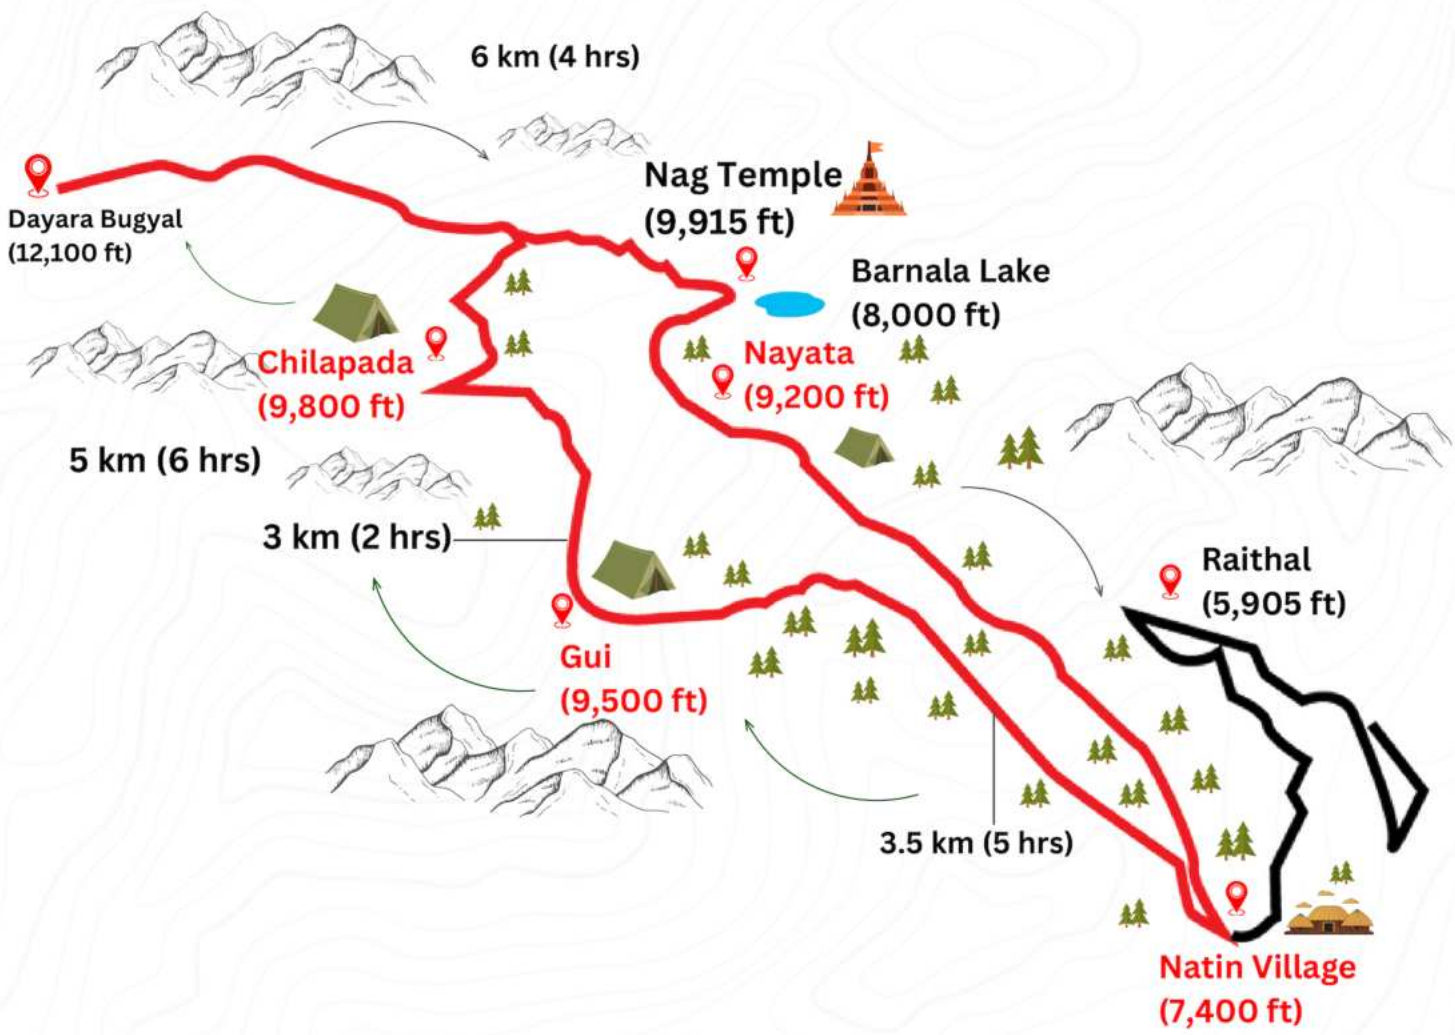 6 km (4 hrs)
Nag Temple
(9,915 ft)
Dayara Bugyal
(12,100 ft)
Barnala Lake
(8,000 ft)
Chilapada
(9,800 ft)
Nayata
(9,200 ft)
5 km (6 hrs)
3 km (2 hrs)
Raithal
(5,905 ft)
Gui
(9,500 ft)
3.5 km (5 hrs)
Natin Village
(7,400 ft)